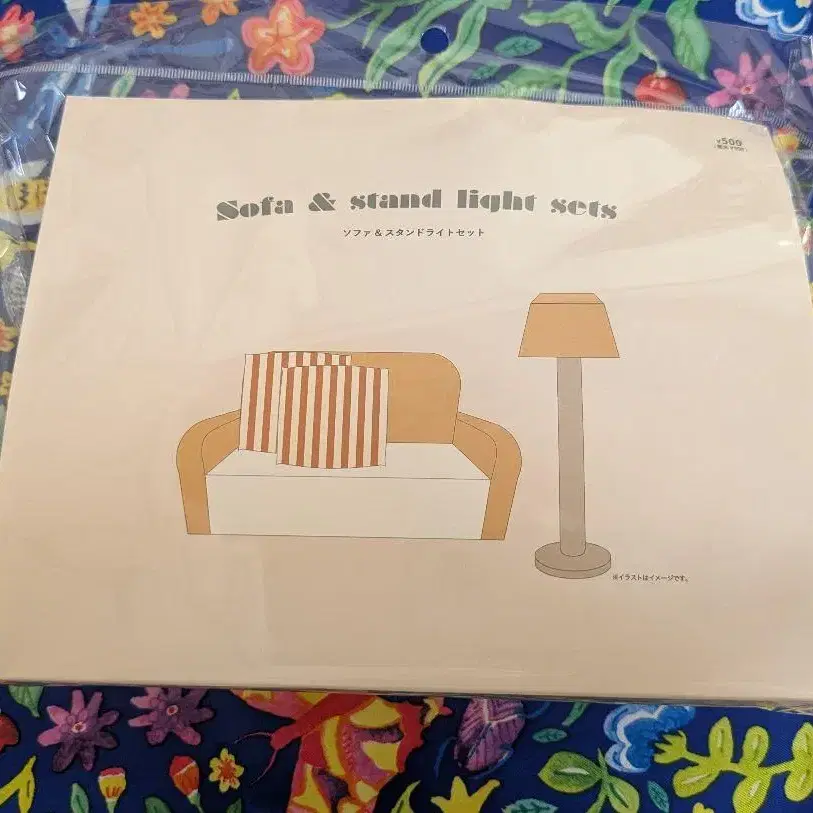 ¥500
Sofa & stand light sets
ソファ & スタンドライトセット
※イラストはイメージです。